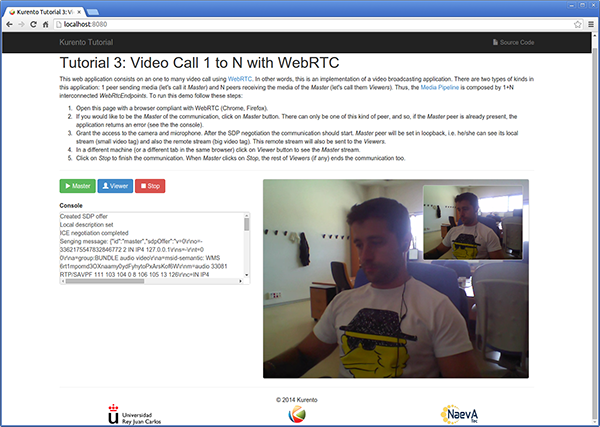 Kurento Tutorial 3: Vi
localhost:8080
Kurento Tutorial
Source Code
Tutorial 3: Video Call 1 to N with WebRTC
This web application consists on an one to many video call using WebRTC. In other words, this is an implementation of a video broadcasting application. There are two types of kinds in
this application: 1 peer sending media (let's call it Master) and N peers receiving the media of the Master (let's call them Viewers). Thus, the Media Pipeline is composed by 1+N
interconnected WebRtcEndpoints. To run this demo follow these steps:
1. Open this page with a browser compliant with WebRTC (Chrome, Firefox).
2. If you would like to be the Master of the communication, click on Master button. There can only be one of this kind of peer, and so, if the Master peer is already present, the
application returns an error (see the the console).
3. Grant the access to the camera and microphone. After the SDP negotiation the communication should start. Master peer will be set in loopback, i.e. he/she can see its local
stream (small video tag) and also the remote stream (big video tag). This remote stream will also be sent to the Viewers.
4. In a different machine (or a different tab in the same browser) click on Viewer button to see the Master stream.
5. Click on Stop to finish the communication. When Master clicks on Stop, the rest of Viewers (if any) ends the communication too.
Master
Viewer
Stop
Console
Created SDP offer
Local description set
ICE negotiation completed
Senging message: {"id":"master","sdpOffer":"v=0\r\no=-
3362175547832846772 2 IN IP4 127.0.0.1\r\ns=-\r\nt=0
0\r\na=group:BUNDLE audio video\r\na=msid-semantic: WMS
RTP/SAVPF 111 103 104 0 8 106 105 13 126\r\nc=IN IP4
© 2014 Kurento
Universidad
Rey Juan Carlos
NaevA
Tec